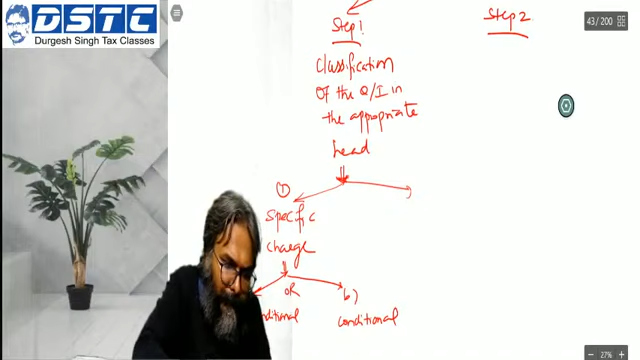 DSTC
Durgesh Singh Tax Classes
43 / 200
Step 1
Step 2
Classification
Of the Q/I in
the appropriate
head
①
Specific
charge
OR
b)
conditional
27%